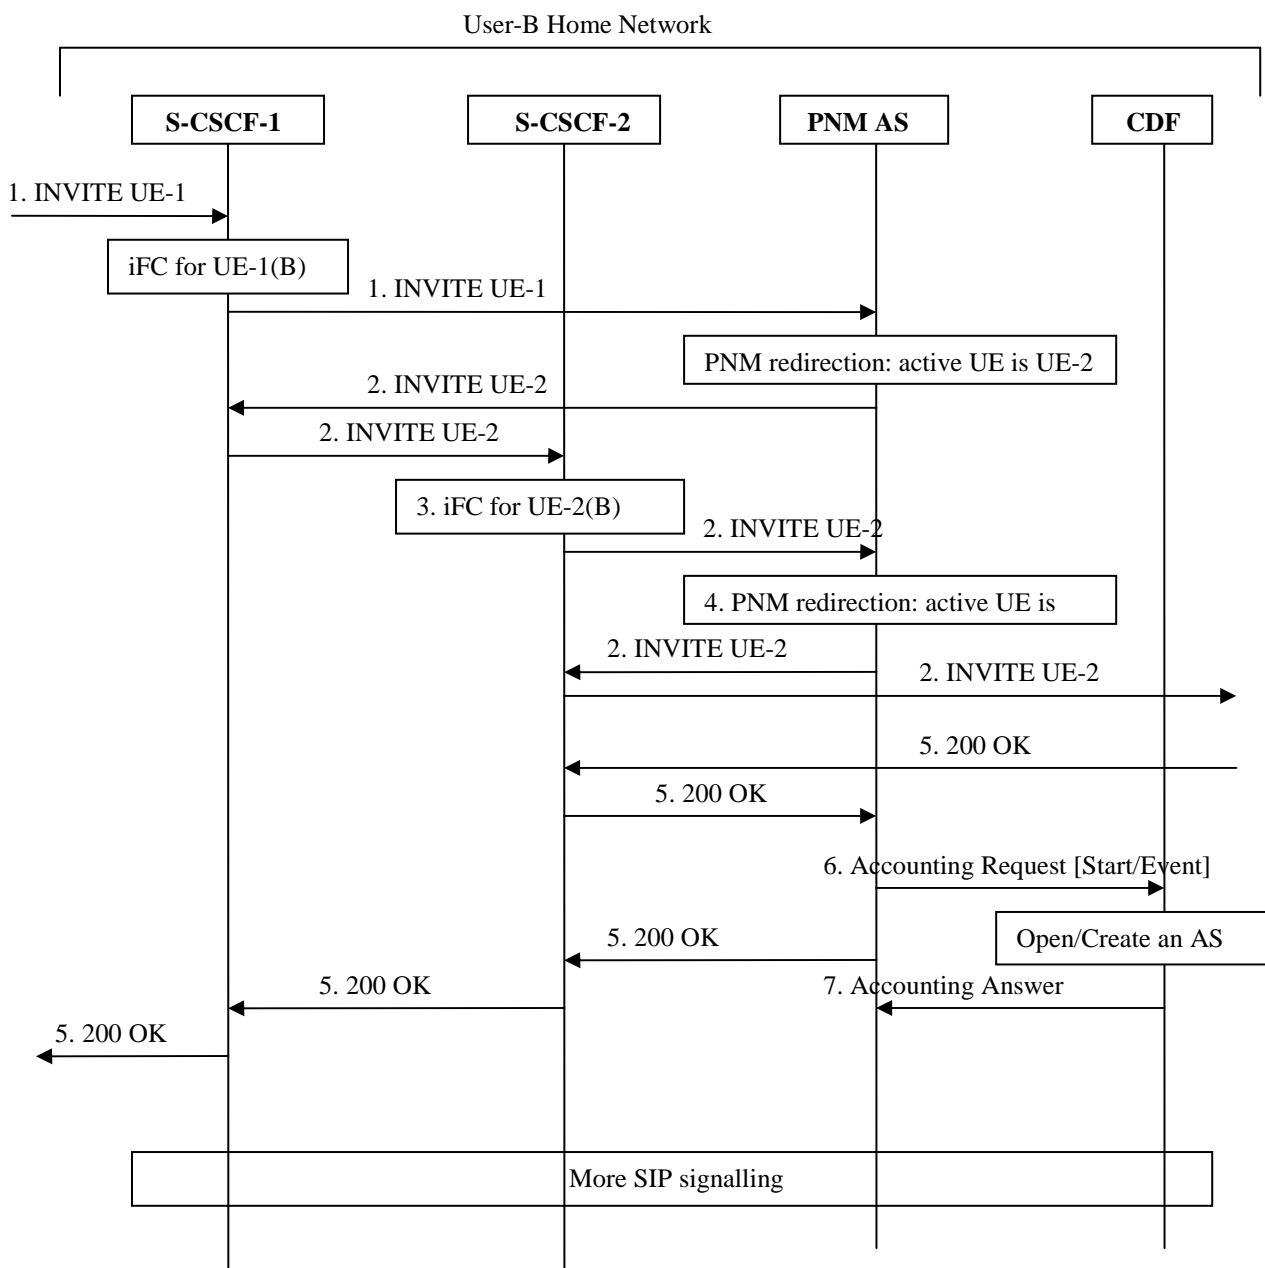 User-B Home Network
S-CSCF-1
S-CSCF-2
PNM AS
CDF
1. INVITE UE-1
iFC for UE-1(B)
1. INVITE UE-1
PNM redirection: active UE is UE-2
2. INVITE UE-2
2. INVITE UE-2
3. iFC for UE-2(B)
2. INVITE UE-2
4. PNM redirection: active UE is
2. INVITE UE-2
2. INVITE UE-2
5. 200 OK
5. 200 OK
6. Accounting Request [Start/Event]
5. 200 OK
Open/Create an AS
5. 200 OK
7. Accounting Answer
5. 200 OK
More SIP signalling